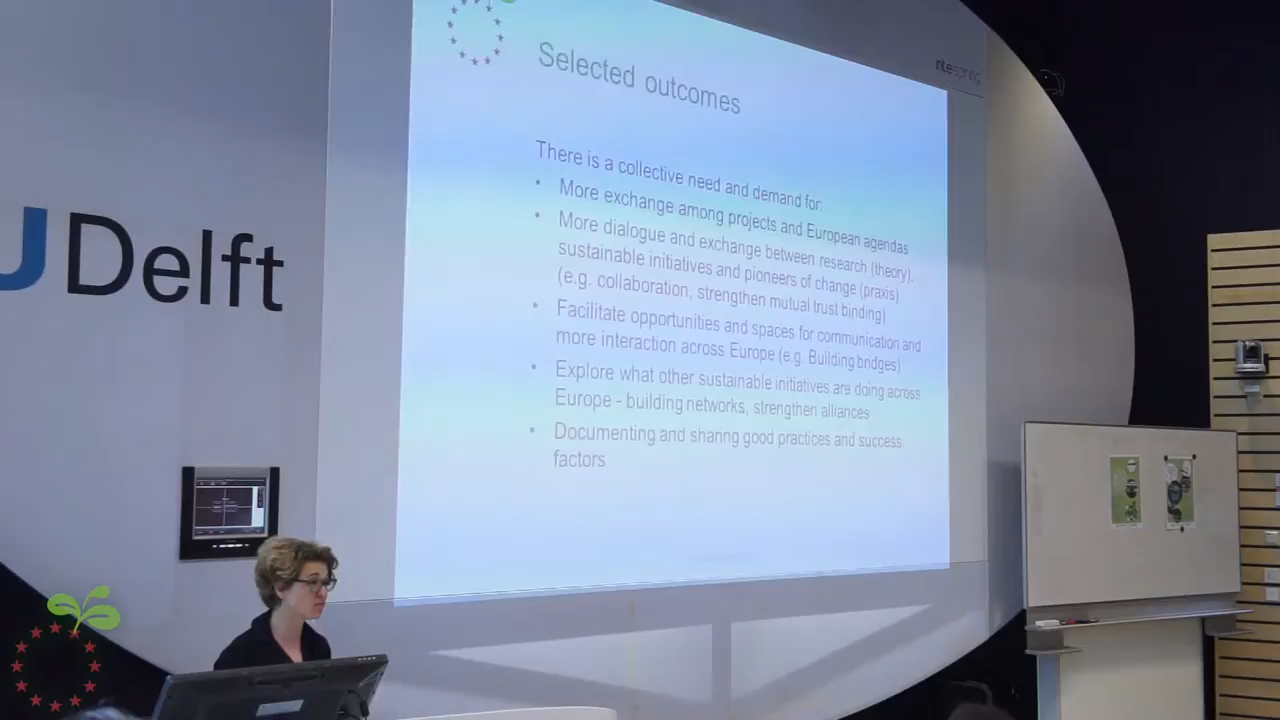 Selected outcomes
intespring
There is a collective need and demand for:
• More exchange among projects and European agendas
• More dialogue and exchange between research (theory),
sustainable initiatives and pioneers of change (praxis)
(e.g. collaboration, strengthen mutual trust binding)
• Facilitate opportunities and spaces for communication and
more interaction across Europe (e.g. Building bridges)
• Explore what other sustainable initiatives are doing across
Europe - building networks, strengthen alliances
• Documenting and sharing good practices and success
factors
UDelft